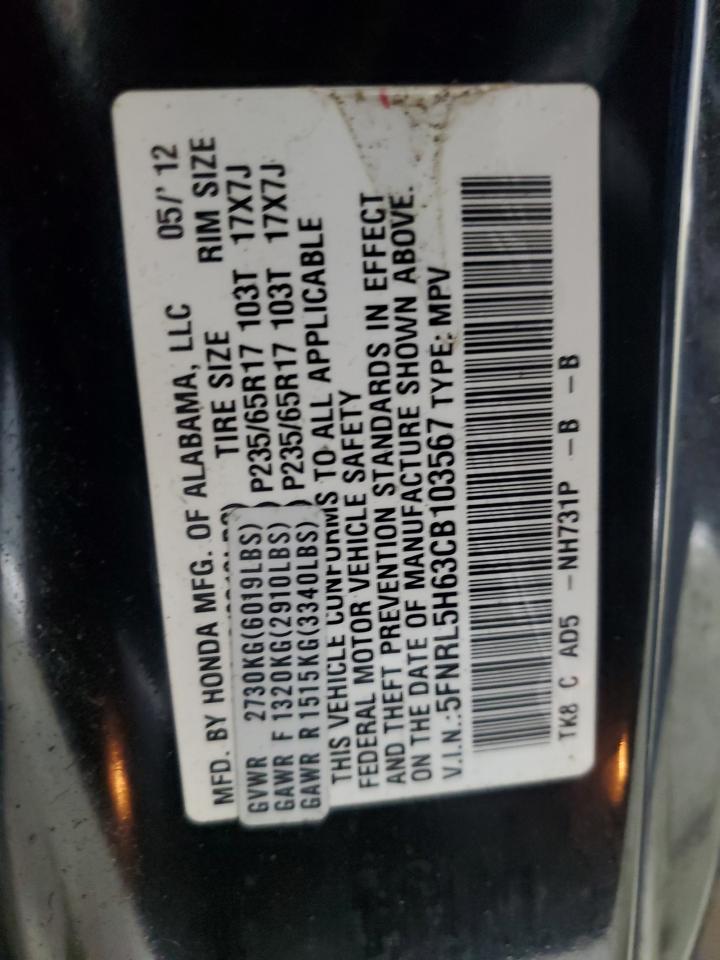 MFD. BY HONDA MFG. OF ALABAMA, LLC 05/' 12
TIRE SIZE RIM SIZE
GVWR 2730KG(6019LBS)
GAWR F 1320KG(2910LBS) P235/65R17 103T 17X7J
GAWR R 1515KG(3340LBS) P235/65R17 103T 17X7J
THIS VEHICLE CONFORMS TO ALL APPLICABLE
FEDERAL MOTOR VEHICLE SAFETY
AND THEFT PREVENTION STANDARDS IN EFFECT
ON THE DATE OF MANUFACTURE SHOWN ABOVE.
V.I.N.:5FNRL5H63CB103567 TYPE: MPV
TK8 C AD5 -NH731P -B -B